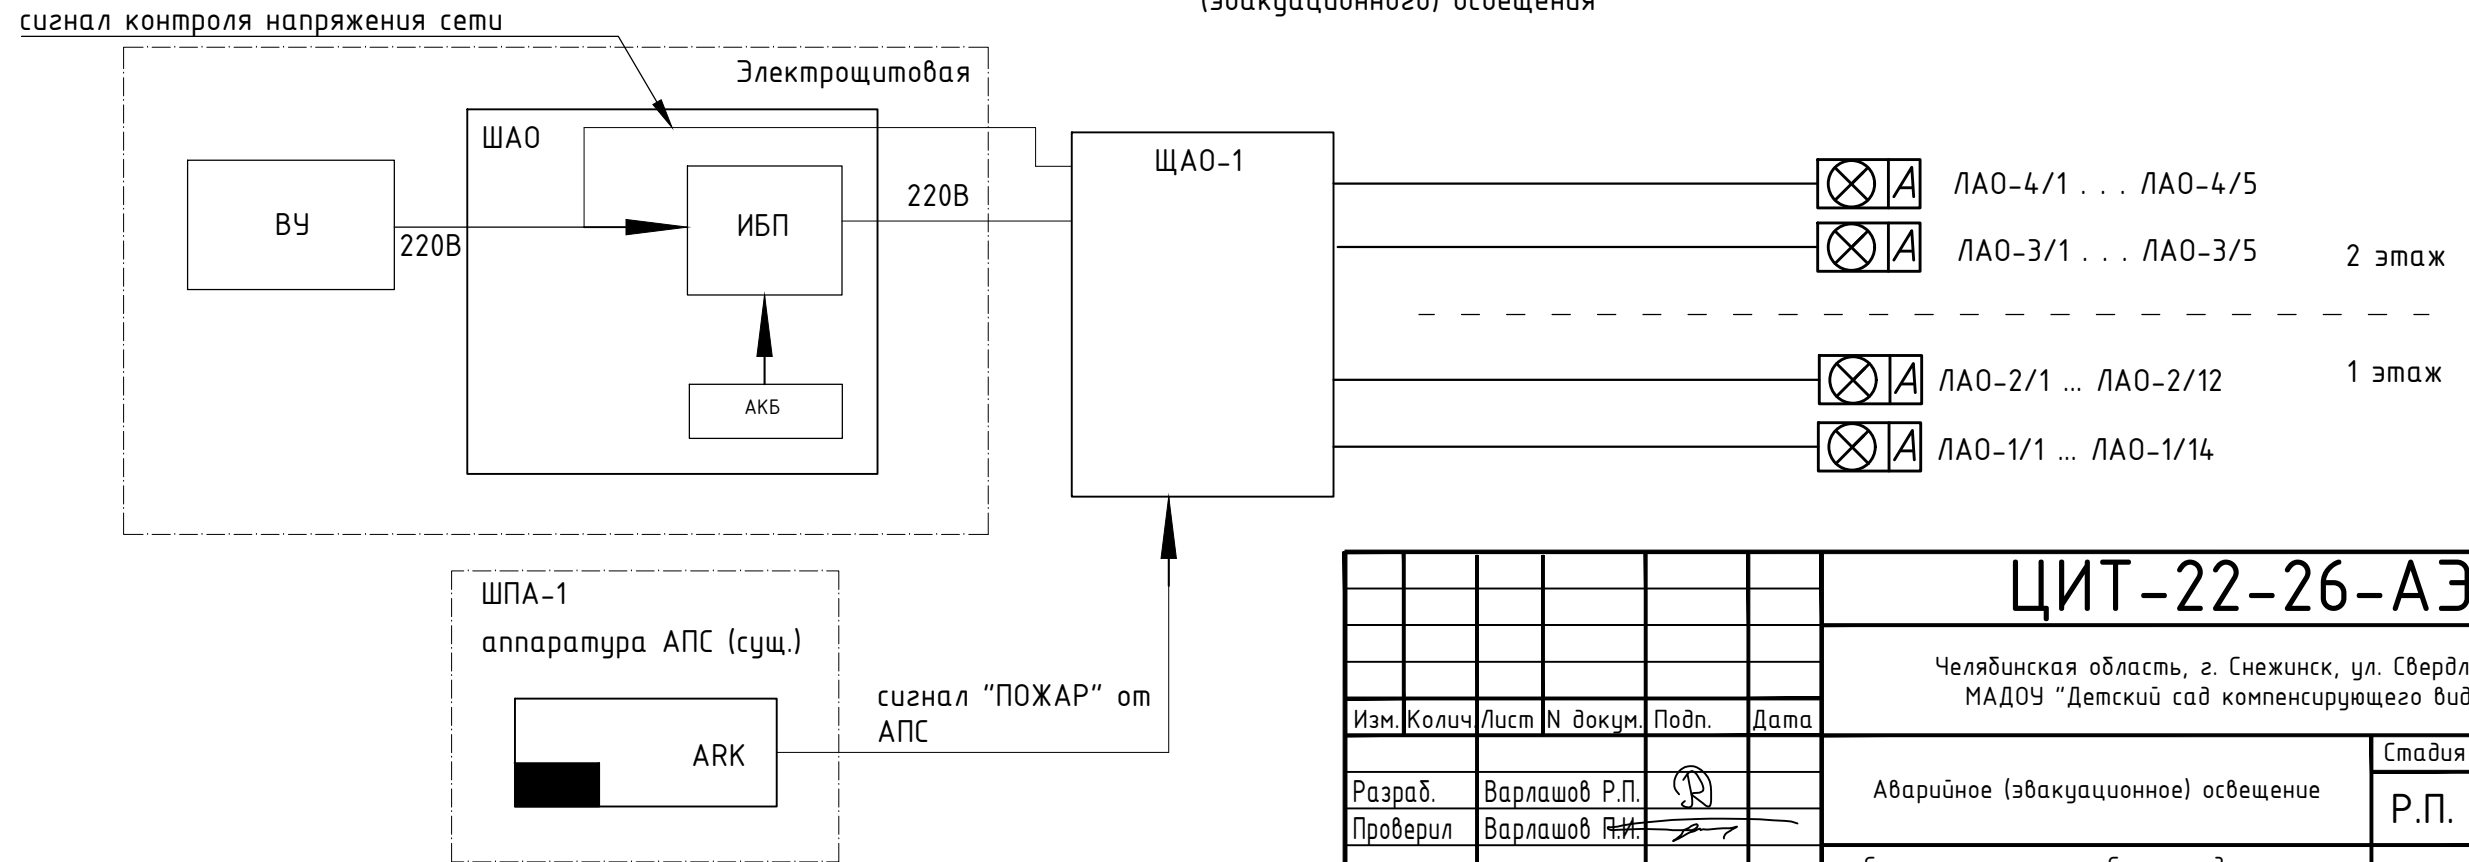 (эвакуационного) освещения
сигнал контроля напряжения сети
Электрощитовая
ШАО
ВУ
220В
ИБП
АКБ
220В
ЩАО-1
А ЛАО-4/1 . . . ЛАО-4/5
А ЛАО-3/1 . . . ЛАО-3/5
2 этаж
А ЛАО-2/1 ... ЛАО-2/12
1 этаж
А ЛАО-1/1 ... ЛАО-1/14
ШПА-1
аппаратура АПС (сущ.)
ARK
сигнал "ПОЖАР" от
АПС
ЦИТ-22-26-АЭ
Челябинская область, г. Снежинск, ул. Свердл
МАДОУ "Детский сад компенсирующего вид
Изм. Колич. Лист N докум. Подп. Дата
Стадия
Разраб. Варлашов Р.П.
Аварийное (эвакуационное) освещение
Р.П.
Проверил Варлашов П.И.